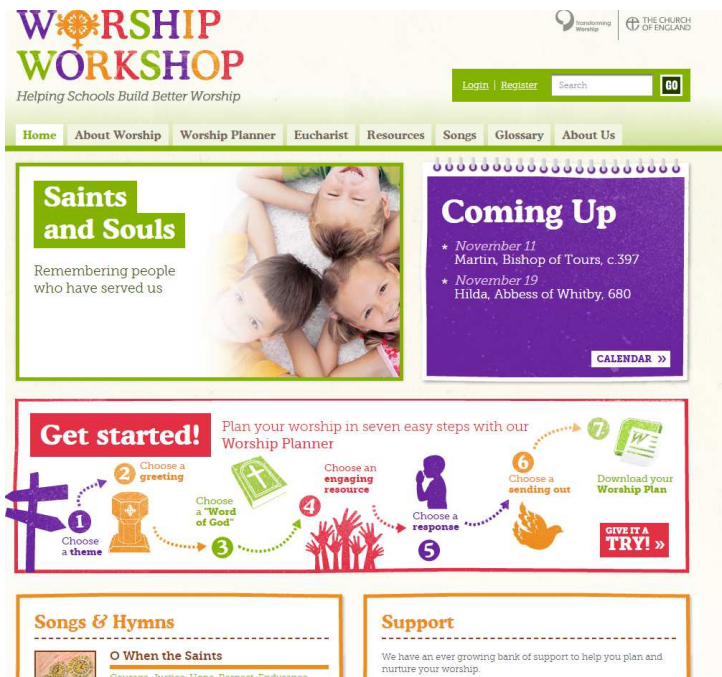 WORSHIP
WORKSHOP
Helping Schools Build Better Worship
Transforming
Worship
THE CHURCH
OF ENGLAND
Login | Register
Search
GO
Home
About Worship
Worship Planner
Eucharist
Resources
Songs
Glossary
About Us
Saints
and Souls
Remembering people
who have served us
Coming Up
* November 11
Martin, Bishop of Tours, c.397
* November 19
Hilda, Abbess of Whitby, 680
CALENDAR »
Get started!
Plan your worship in seven easy steps with our
Worship Planner
1
Choose
a theme
2
Choose a
greeting
Choose
a "Word
of God"
3
Choose an
engaging
resource
4
Choose a
response
5
6
Choose a
sending out
7
W
Download your
Worship Plan
GIVE IT A
TRY! »
Songs & Hymns
O When the Saints
Courage, Justice, Hope, Respect, Endurance
Support
We have an ever growing bank of support to help you plan and
nurture your worship.